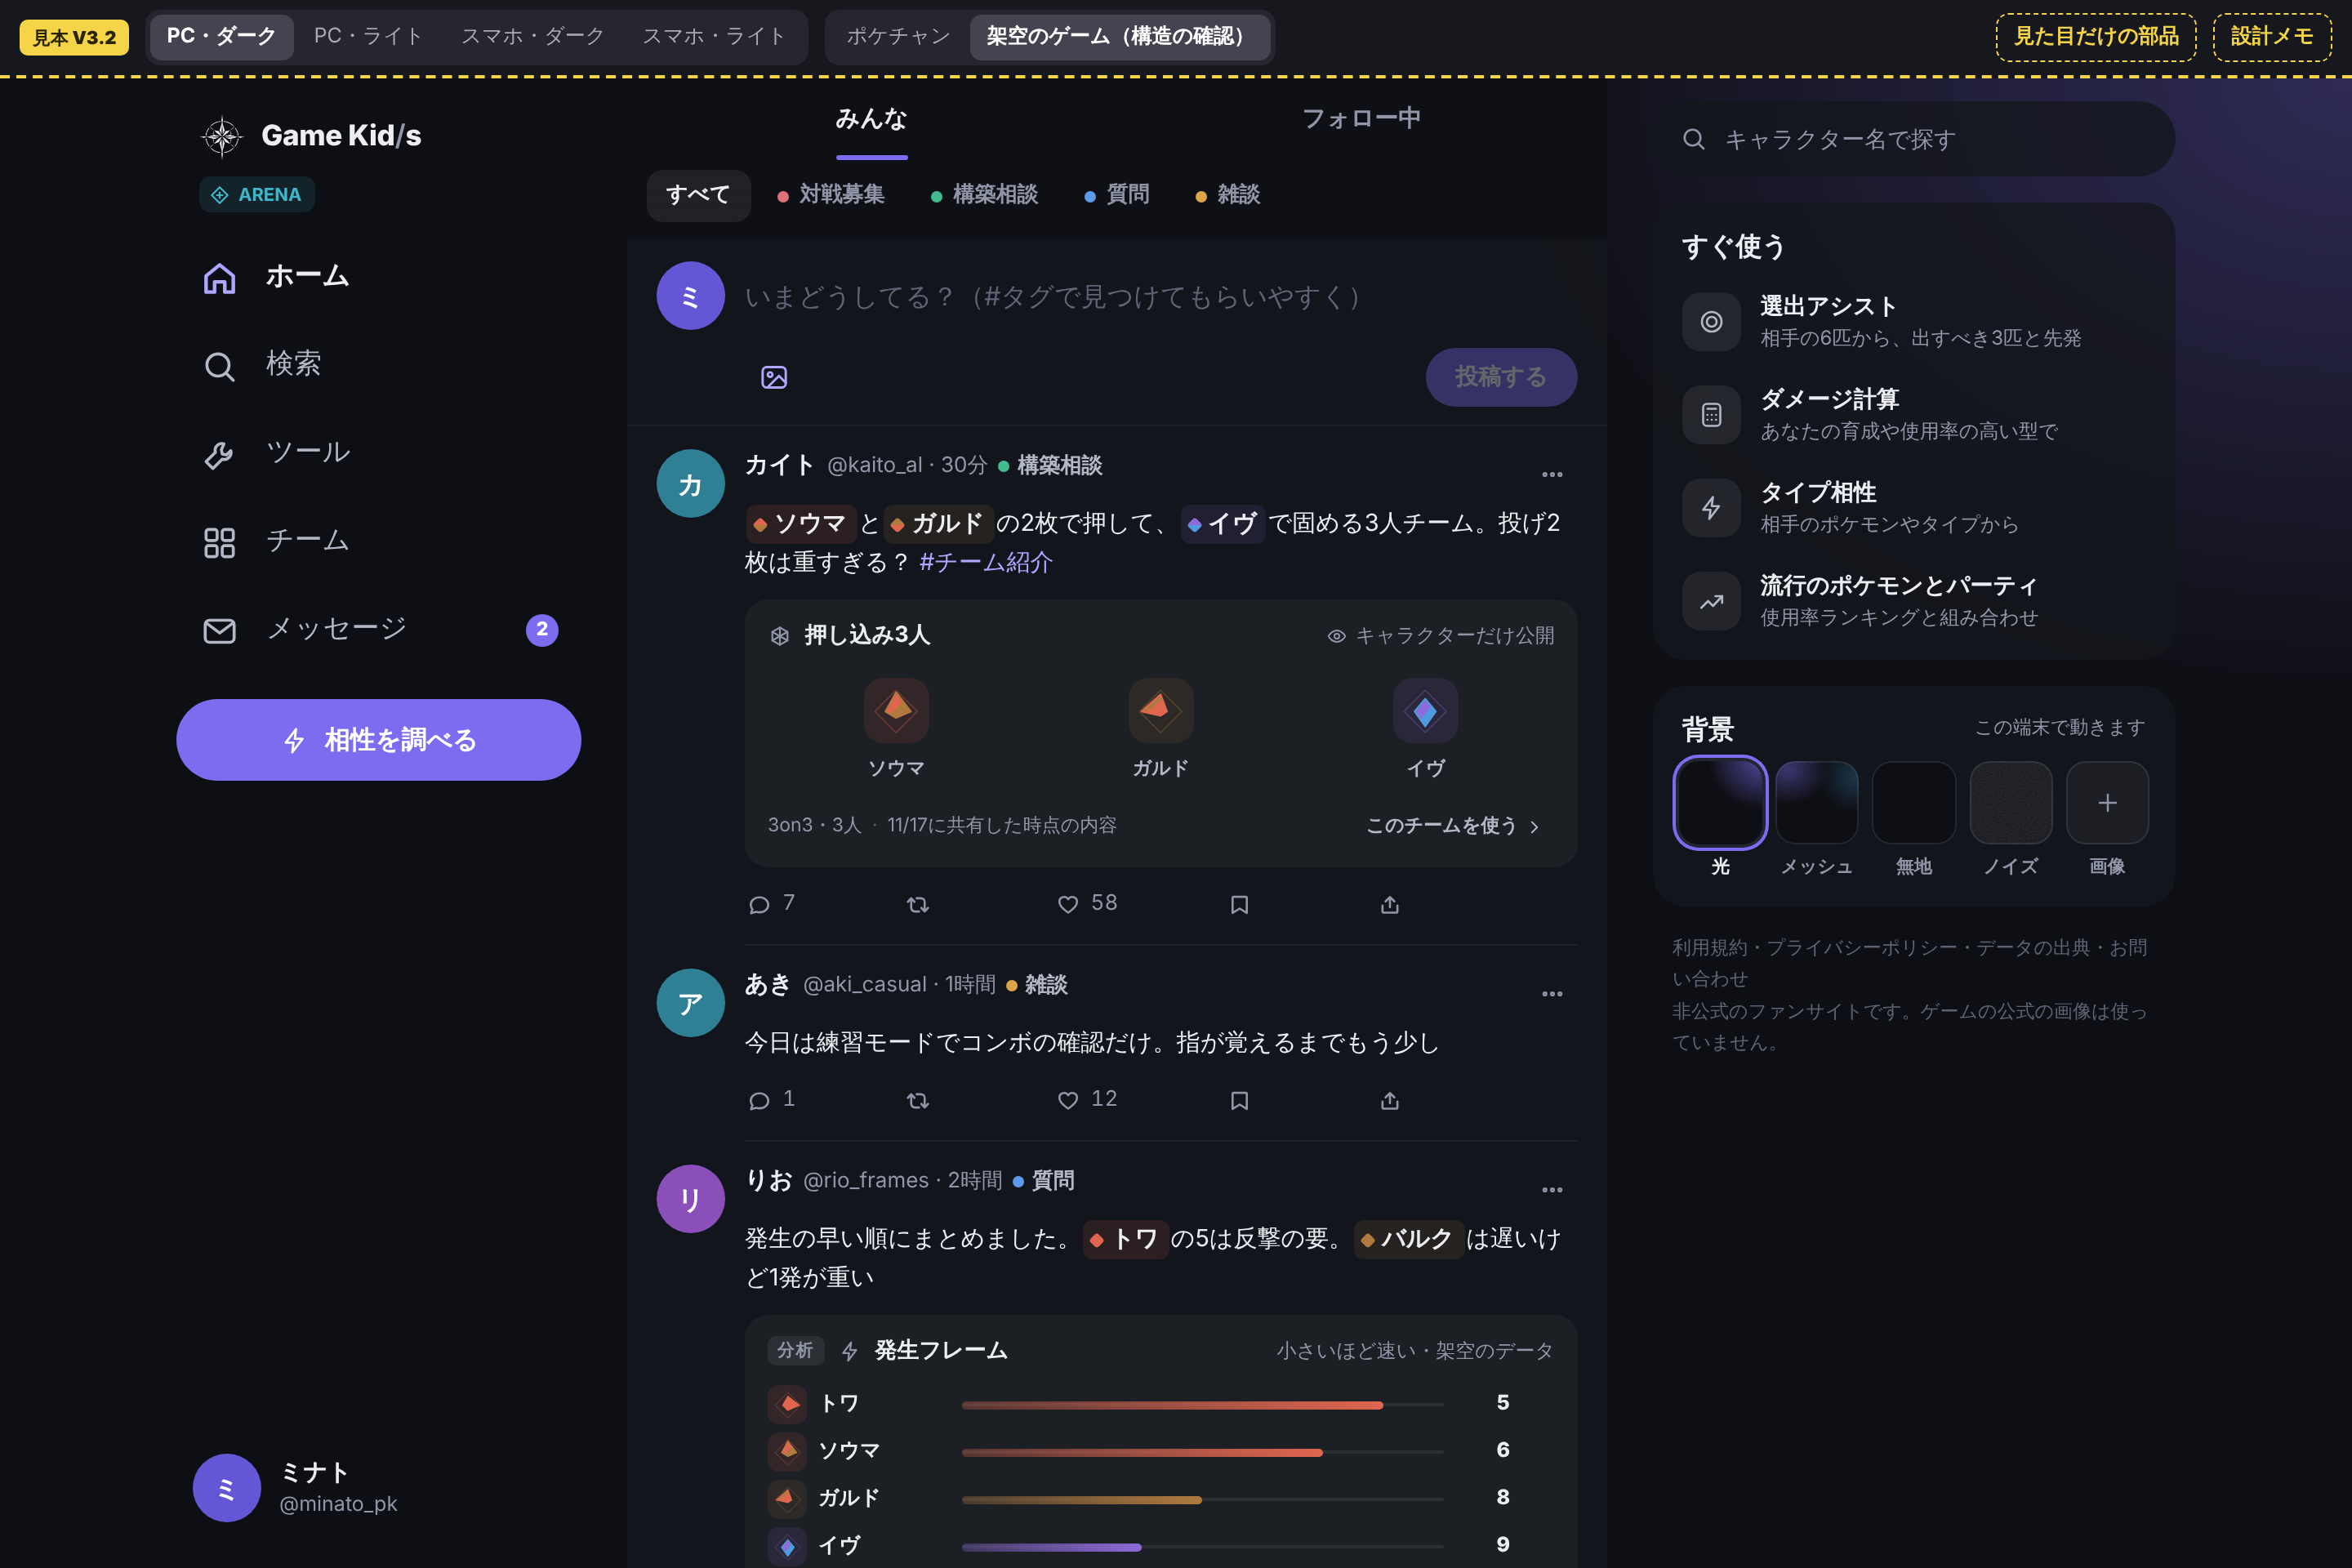 見本 V3.2
PC・ダーク
PC・ライト
スマホ・ダーク
スマホ・ライト
ポケチャン
架空のゲーム（構造の確認）
見た目だけの部品
設計メモ
Game Kid/s
ARENA
ホーム
検索
ツール
チーム
メッセージ
2
相性を調べる
ミ
ミナト
@minato_pk
みんな
フォロー中
すべて
対戦募集
構築相談
質問
雑談
ミ
いまどうしてる？（#タグで見つけてもらいやすく）
投稿する
カ
カイト @kaito_al · 30分 構築相談
ソウマ と ガルド の2枚で押して、 イヴ で固める3人チーム。投げ2
枚は重すぎる？ #チーム紹介
押し込み3人
キャラクターだけ公開
ソウマ
ガルド
イヴ
3on3・3人 · 11/17に共有した時点の内容
このチームを使う
7
58
ア
あき @aki_casual · 1時間 雑談
今日は練習モードでコンボの確認だけ。指が覚えるまでもう少し
1
12
リ
りお @rio_frames · 2時間 質問
発生の早い順にまとめました。 トワ の5は反撃の要。 バルク は遅いけ
ど1発が重い
分析
発生フレーム
小さいほど速い・架空のデータ
トワ 5
ソウマ 6
ガルド 8
イヴ 9
キャラクター名で探す
すぐ使う
選出アシスト
相手の6匹から、出すべき3匹と先発
ダメージ計算
あなたの育成や使用率の高い型で
タイプ相性
相手のポケモンやタイプから
流行のポケモンとパーティ
使用率ランキングと組み合わせ
背景
この端末で動きます
光
メッシュ
無地
ノイズ
画像
利用規約・プライバシーポリシー・データの出典・お問
い合わせ
非公式のファンサイトです。ゲームの公式の画像は使っ
ていません。